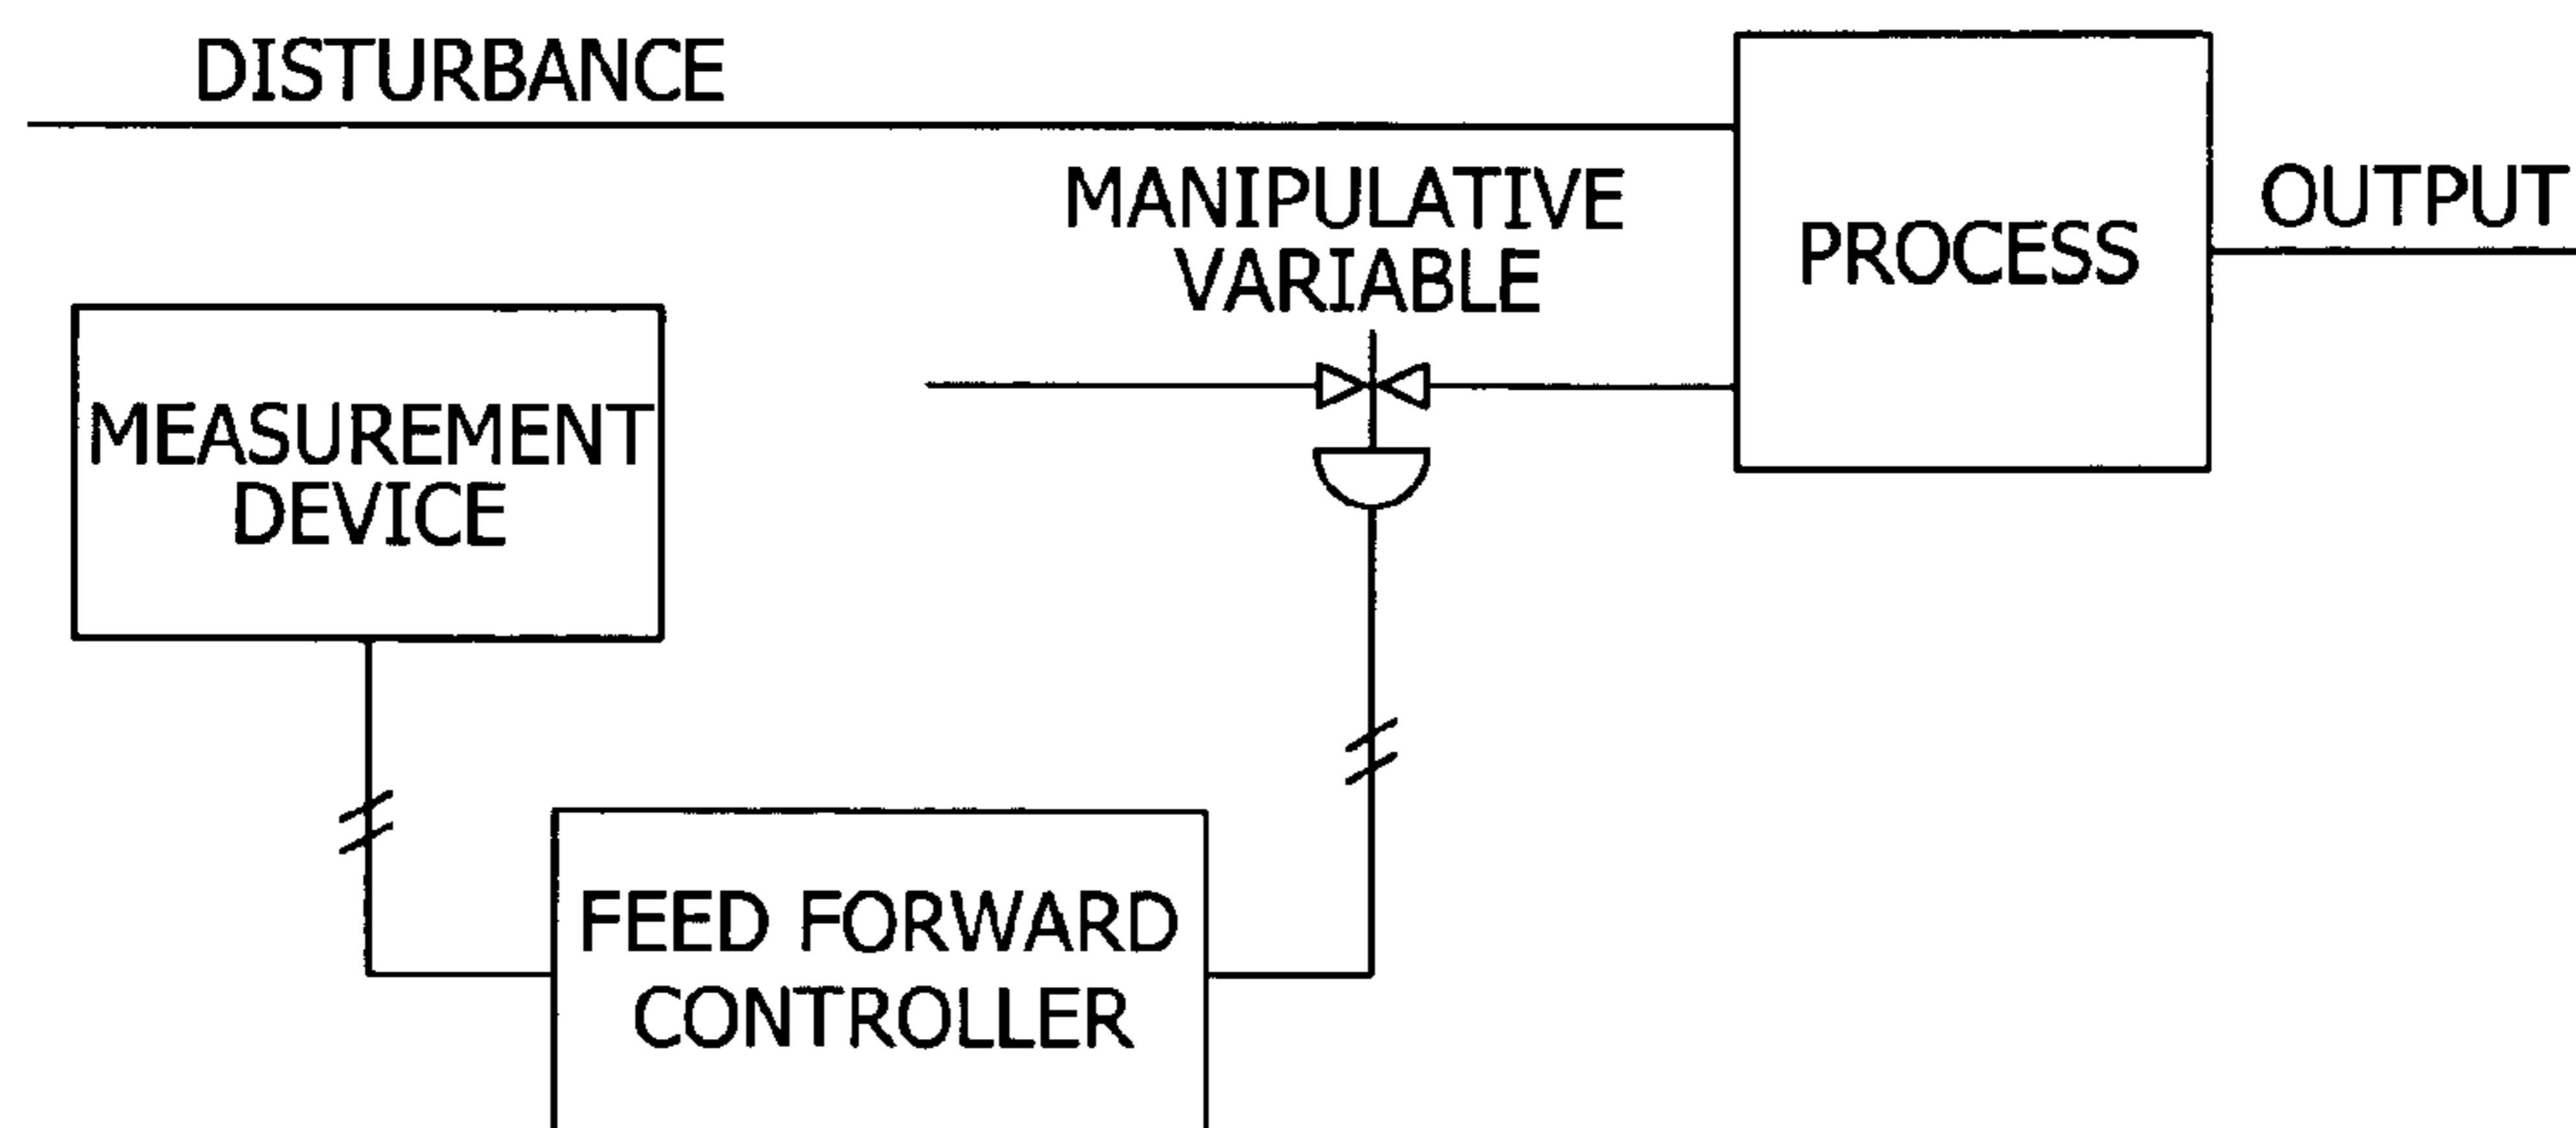 DISTURBANCE
MANIPULATIVE
VARIABLE
PROCESS
OUTPUT
MEASUREMENT
DEVICE
FEED FORWARD
CONTROLLER